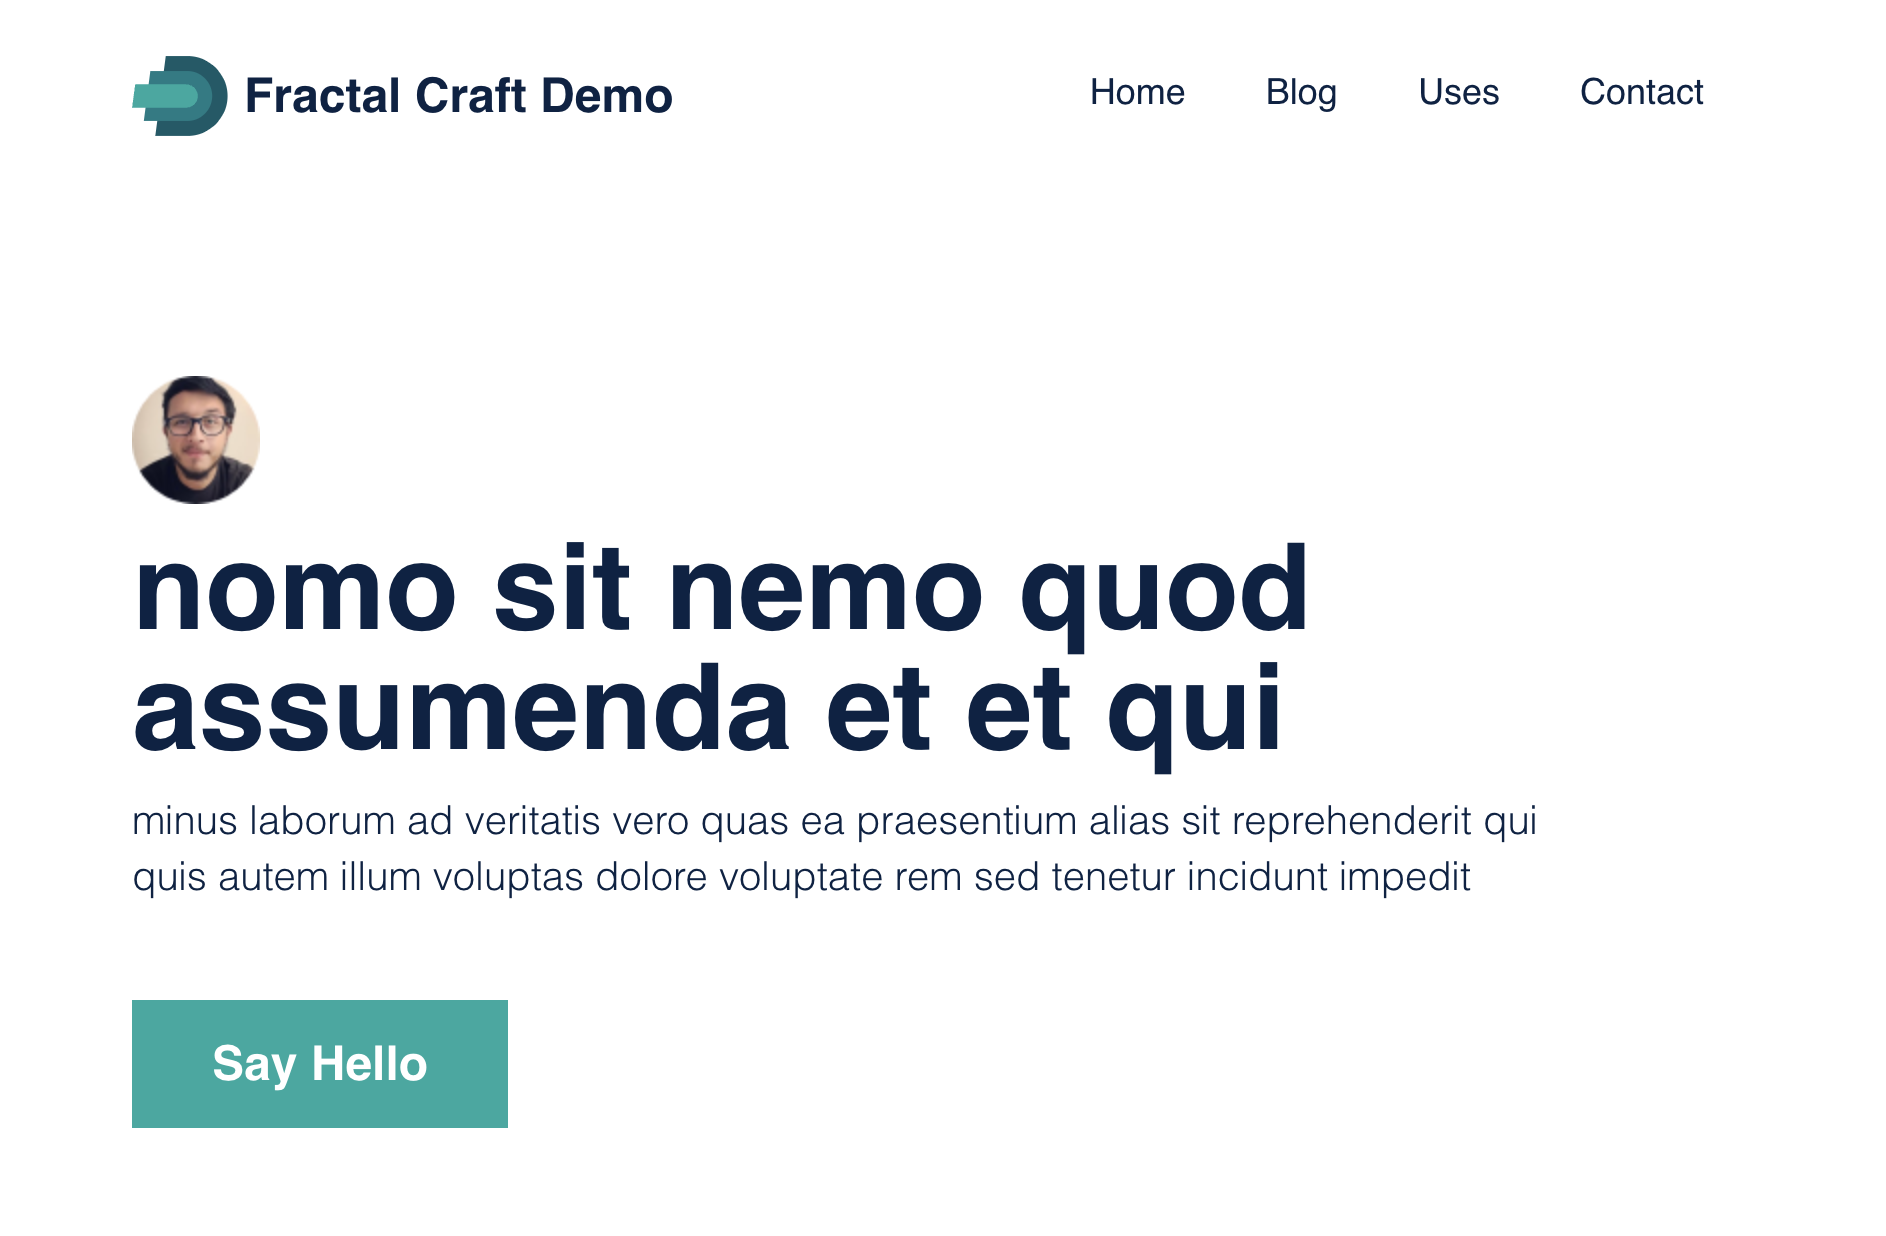 Fractal Craft Demo
Home Blog Uses Contact
nomo sit nemo quod
assumenda et et qui
minus laborum ad veritatis vero quas ea praesentium alias sit reprehenderit qui
quis autem illum voluptas dolore voluptate rem sed tenetur incidunt impedit
Say Hello